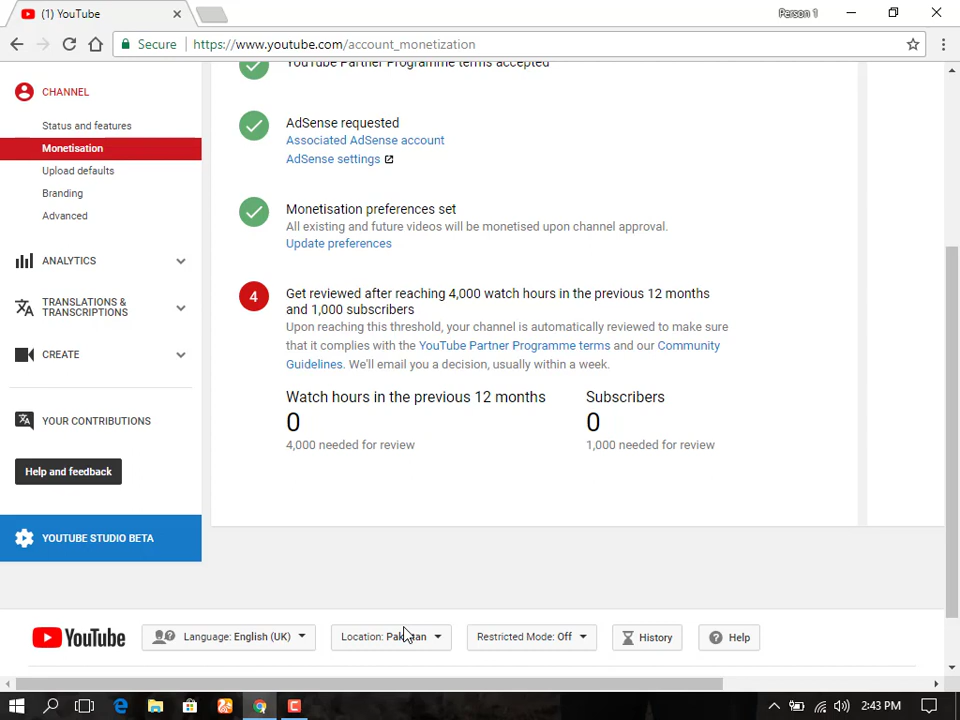 (1) YouTube
Person 1
Secure
https://www.youtube.com/account_monetization
CHANNEL
Status and features
Monetisation
Upload defaults
Branding
Advanced
ANALYTICS
TRANSLATIONS &
TRANSCRIPTIONS
CREATE
YOUR CONTRIBUTIONS
Help and feedback
YOUTUBE STUDIO BETA
YouTube Partner Programme terms accepted
AdSense requested
Associated AdSense account
AdSense settings
Monetisation preferences set
All existing and future videos will be monetised upon channel approval.
Update preferences
4
Get reviewed after reaching 4,000 watch hours in the previous 12 months
and 1,000 subscribers
Upon reaching this threshold, your channel is automatically reviewed to make sure
that it complies with the YouTube Partner Programme terms and our Community
Guidelines. We'll email you a decision, usually within a week.
Watch hours in the previous 12 months
0
4,000 needed for review
Subscribers
0
1,000 needed for review
YouTube
Language: English (UK)
Location: Pakistan
Restricted Mode: Off
History
Help
2:43 PM